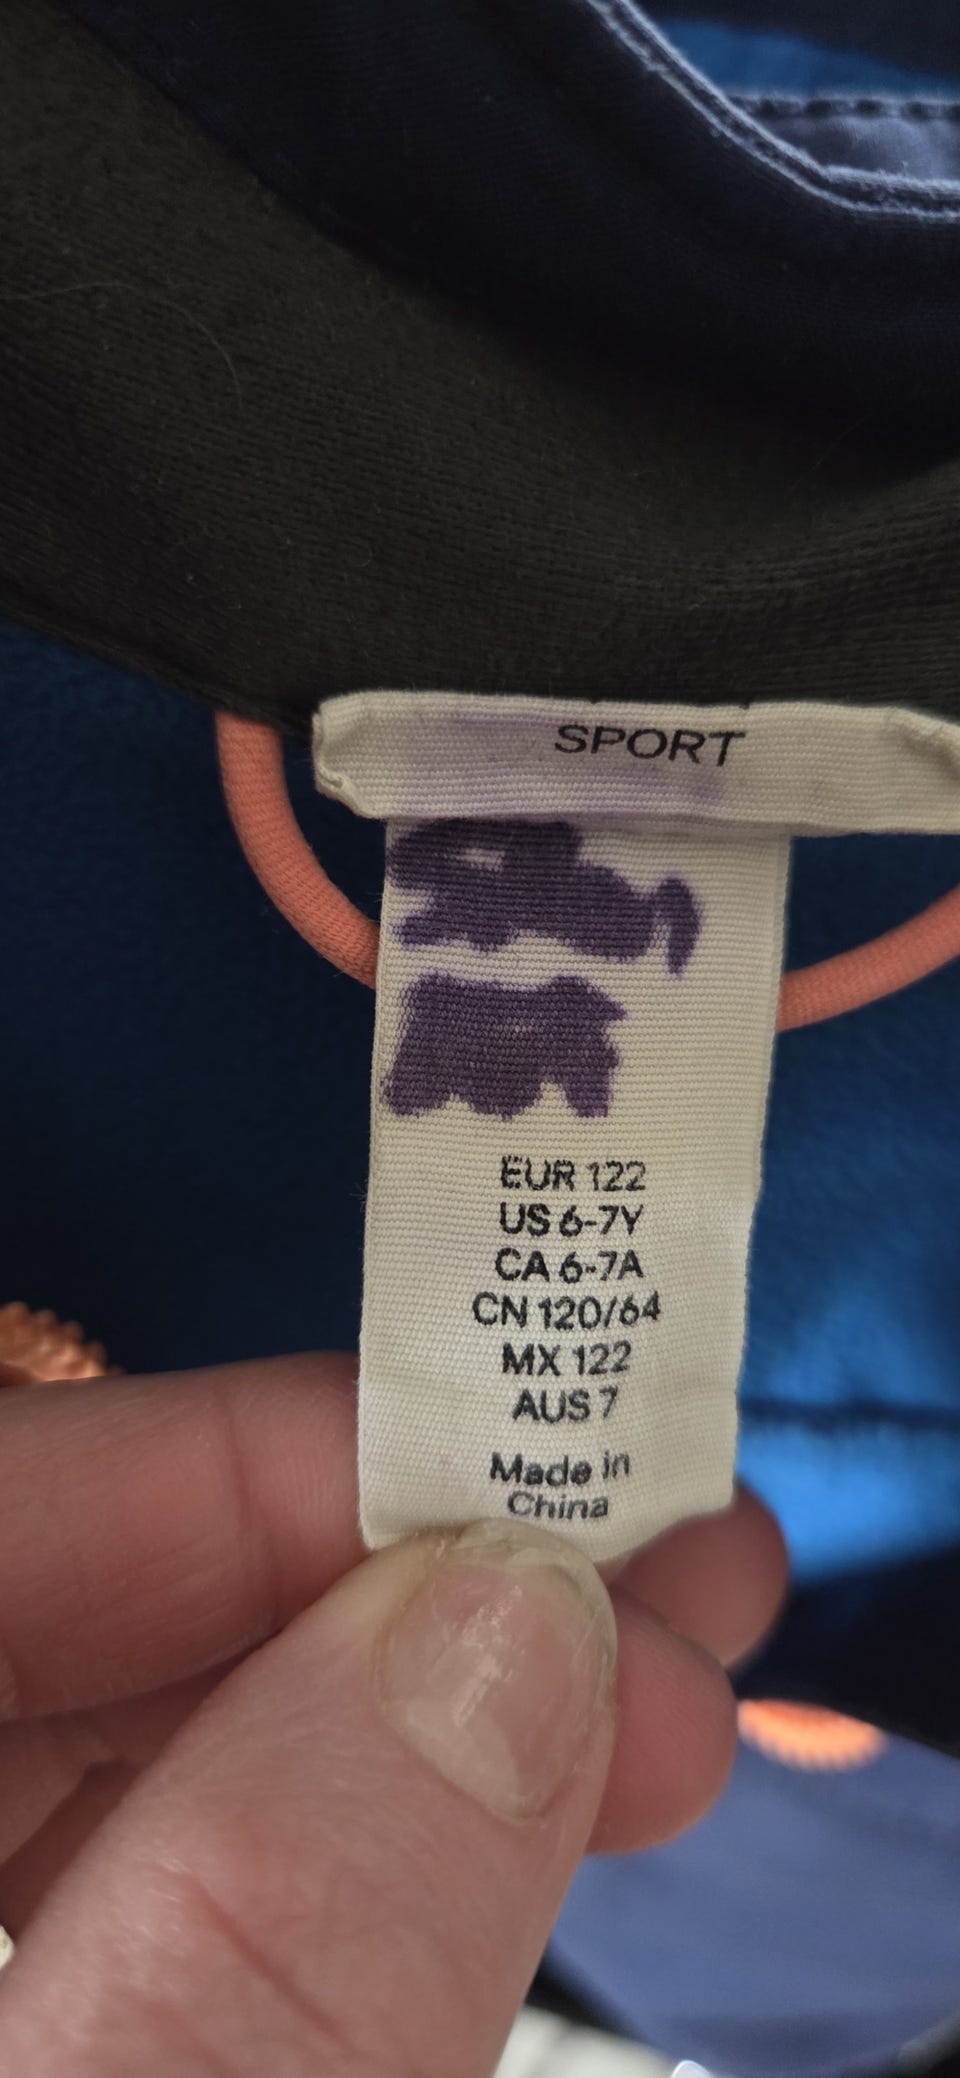 SPORT
EUR 122
US 6-7Y
CA 6-7A
CN 120/64
MX 122
AUS 7
Made in
China